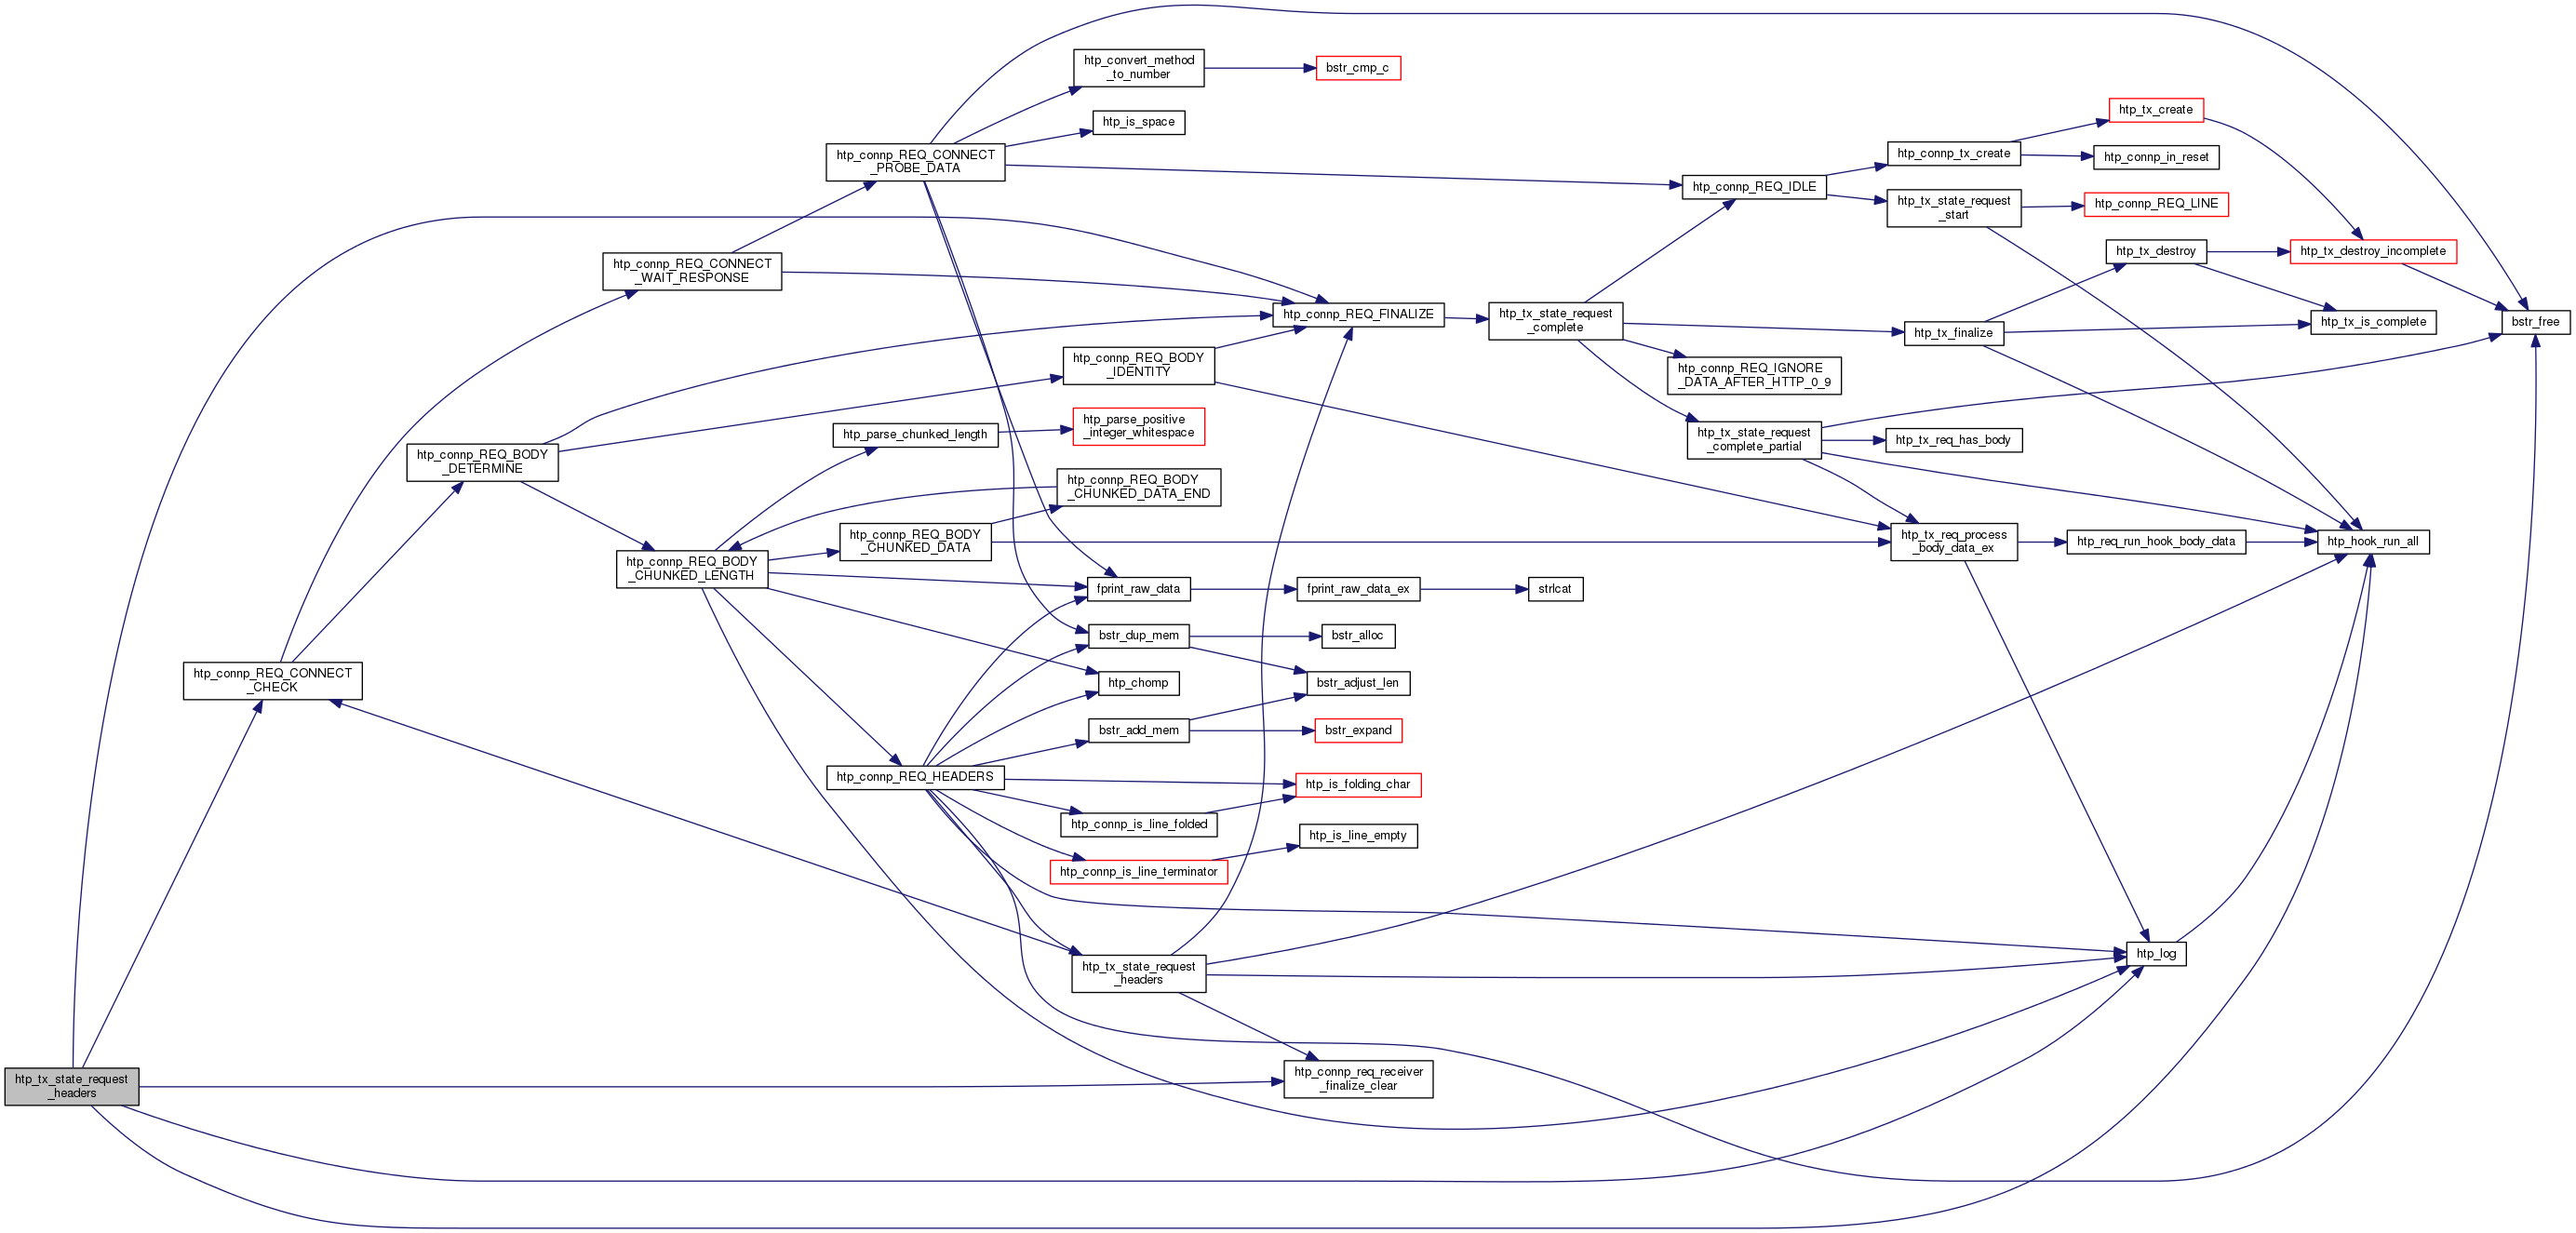 htp_convert_method
_to_number
bstr_cmp_c
htp_is_space
htp_tx_create
htp_connp_REQ_CONNECT
_PROBE_DATA
htp_connp_tx_create
htp_connp_in_reset
htp_connp_REQ_IDLE
htp_tx_state_request
_start
htp_connp_REQ_LINE
htp_connp_REQ_CONNECT
_WAIT_RESPONSE
htp_tx_destroy
htp_tx_destroy_incomplete
htp_connp_REQ_FINALIZE
htp_tx_state_request
_complete
htp_tx_finalize
htp_tx_is_complete
bstr_free
htp_connp_REQ_BODY
_IDENTITY
htp_connp_REQ_IGNORE
_DATA_AFTER_HTTP_0_9
htp_parse_chunked_length
htp_parse_positive
_integer_whitespace
htp_tx_state_request
_complete_partial
htp_tx_req_has_body
htp_connp_REQ_BODY
_DETERMINE
htp_connp_REQ_BODY
_CHUNKED_DATA_END
htp_connp_REQ_BODY
_CHUNKED_DATA
htp_tx_req_process
_body_data_ex
htp_req_run_hook_body_data
htp_hook_run_all
htp_connp_REQ_BODY
_CHUNKED_LENGTH
fprint_raw_data
fprint_raw_data_ex
strlcat
bstr_dup_mem
bstr_alloc
htp_connp_REQ_CONNECT
_CHECK
htp_chomp
bstr_adjust_len
bstr_add_mem
bstr_expand
htp_connp_REQ_HEADERS
htp_is_folding_char
htp_connp_is_line_folded
htp_is_line_empty
htp_connp_is_line_terminator
htp_tx_state_request
_headers
htp_log
htp_tx_state_request
_headers
htp_connp_req_receiver
_finalize_clear